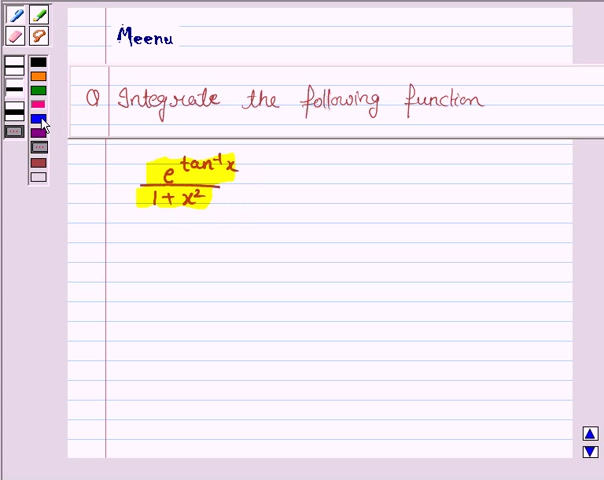 Meenu
Q Integrate the following function
e^tan⁻¹x
1 + x²